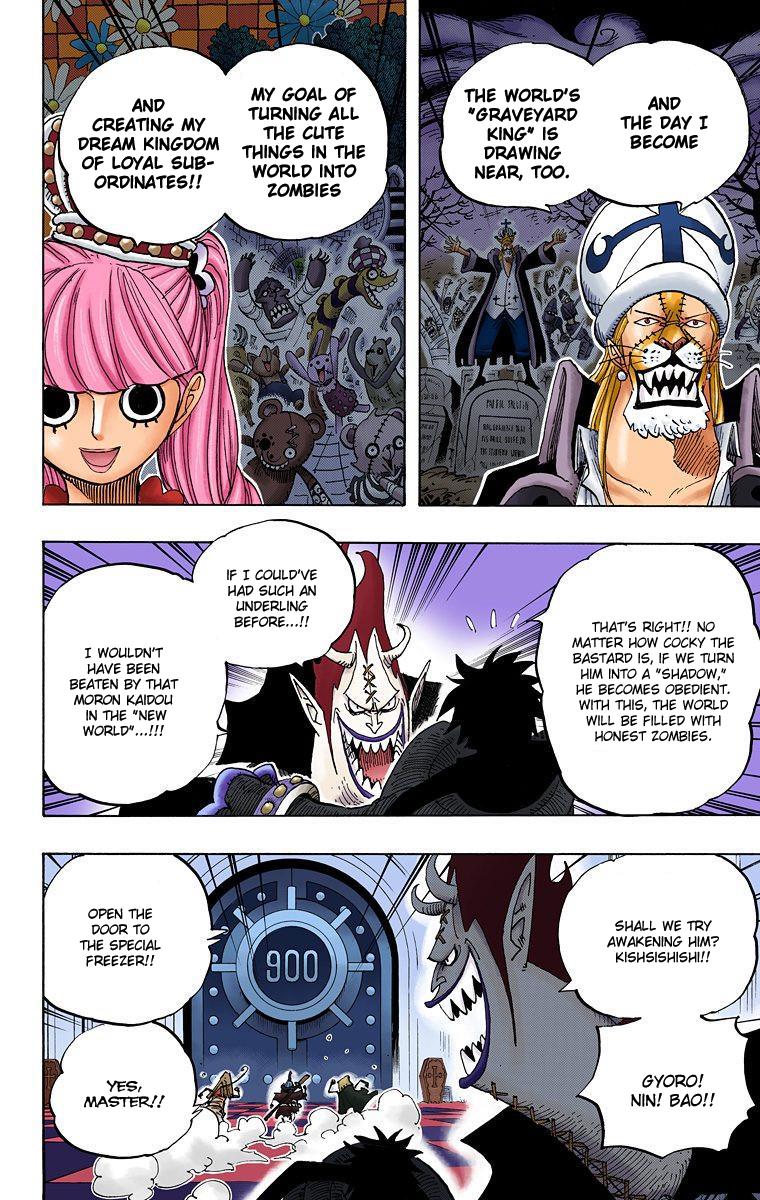 AND
THE DAY I
BECOME
THE WORLD'S
"GRAVEYARD
KING" IS
DRAWING
NEAR, TOO.
MY GOAL OF
TURNING ALL
THE CUTE
THINGS IN THE
WORLD INTO
ZOMBIES
AND
CREATING MY
DREAM KINGDOM
OF LOYAL SUB-
ORDINATES!!
THAT'S RIGHT!! NO
MATTER HOW COCKY THE
BASTARD IS, IF WE TURN
HIM INTO A "SHADOW,"
HE BECOMES OBEDIENT.
WITH THIS, THE WORLD
WILL BE FILLED WITH
HONEST ZOMBIES.
IF I COULD'VE
HAD SUCH AN
UNDERLING
BEFORE...!!
I WOULDN'T
HAVE BEEN
BEATEN BY THAT
MORON KAIDOU
IN THE "NEW
WORLD"...!!!
SHALL WE TRY
AWAKENING HIM?
KISHSISHISHI!!
GYORO!
NIN! BAO!!
OPEN THE
DOOR TO
THE SPECIAL
FREEZER!!
900
YES,
MASTER!!